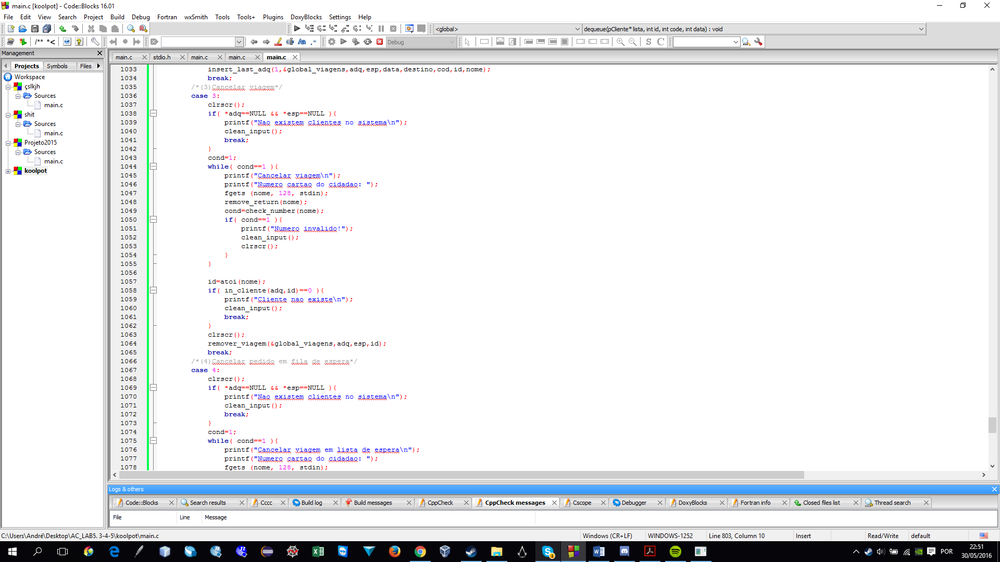 main.c [koolpot] - Code::Blocks 16.01
File Edit View Search Project Build Debug Fortran wxSmith Tools Tools+ Plugins DoxyBlocks Settings Help
<global> dequeue(pCliente* lista, int id, int code, int data) : void
/** *< Debug S C
Management
main.c stdio.h main.c main.c main.c
Projects Symbols Files
Workspace
çslkjh
Sources
main.c
shit
Sources
main.c
Projeto2015
Sources
main.c
koolpot
1033 insert_last_adq(1,&global_viagens,adq,esp,data,destino,cod,id,nome);
1034 break;
1035 /*(3)Cancelar viagem*/
1036 case 3:
1037 clrscr();
1038 if( *adq==NULL && *esp==NULL ){
1039 printf("Nao existem clientes no sistema\n");
1040 clean_input();
1041 break;
1042 }
1043 cond=1;
1044 while( cond==1 ){
1045 printf("Cancelar viagem\n");
1046 printf("Numero cartao do cidadao: ");
1047 fgets (nome, 128, stdin);
1048 remove_return(nome);
1049 cond=check_number(nome);
1050 if( cond==1 ){
1051 printf("Numero invalido!");
1052 clean_input();
1053 clrscr();
1054 }
1055 }
1056
1057 id=atoi(nome);
1058 if( in_cliente(adq,id)==0 ){
1059 printf("Cliente nao existe\n");
1060 clean_input();
1061 break;
1062 }
1063 clrscr();
1064 remover_viagem(&global_viagens,adq,esp,id);
1065 break;
1066 /*(4)Cancelar pedido em fila de espera*/
1067 case 4:
1068 clrscr();
1069 if( *adq==NULL && *esp==NULL ){
1070 printf("Nao existem clientes no sistema\n");
1071 clean_input();
1072 break;
1073 }
1074 cond=1;
1075 while( cond==1 ){
1076 printf("Cancelar viagem em lista de espera\n");
1077 printf("Numero cartao do cidadao: ");
1078 fgets (nome, 128, stdin);
Logs & others
Code::Blocks Search results Cccc Build log Build messages CppCheck CppCheck messages Cscope Debugger DoxyBlocks Fortran info Closed files list Thread search
File Line Message
C:\Users\André\Desktop\AC_LAB5. 3-4-5\koolpot\main.c Windows (CR+LF) WINDOWS-1252 Line 803, Column 10 Insert Read/Write default
POR 22:51
30/05/2016